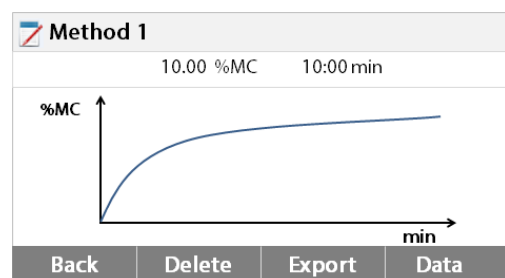 Method 1
10.00 %MC 10:00 min
%MC
min
Back Delete Export Data